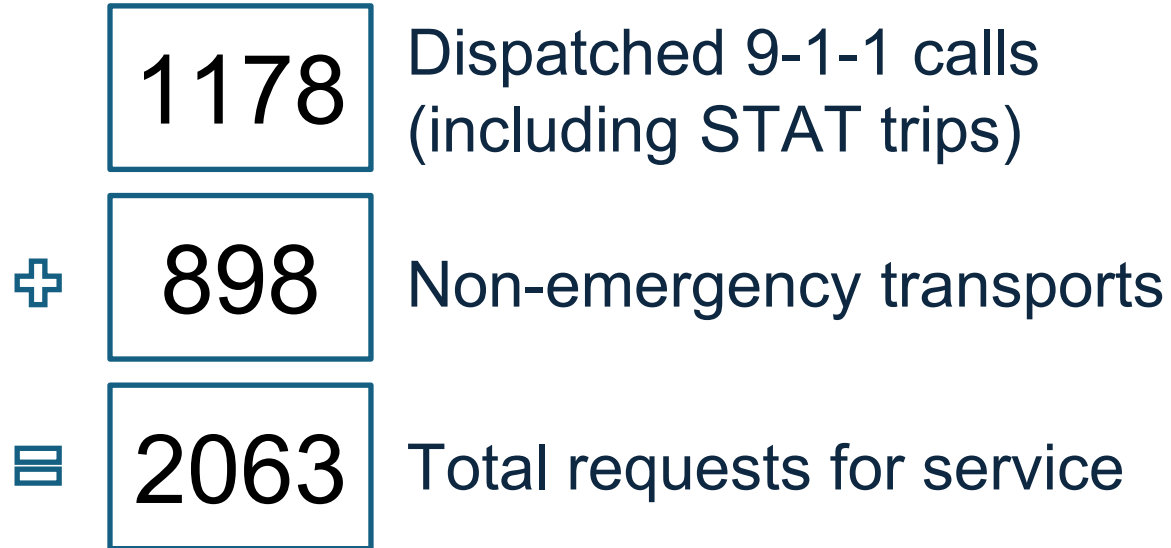 1178
Dispatched 9-1-1 calls
(including STAT trips)
898
Non-emergency transports
2063
Total requests for service